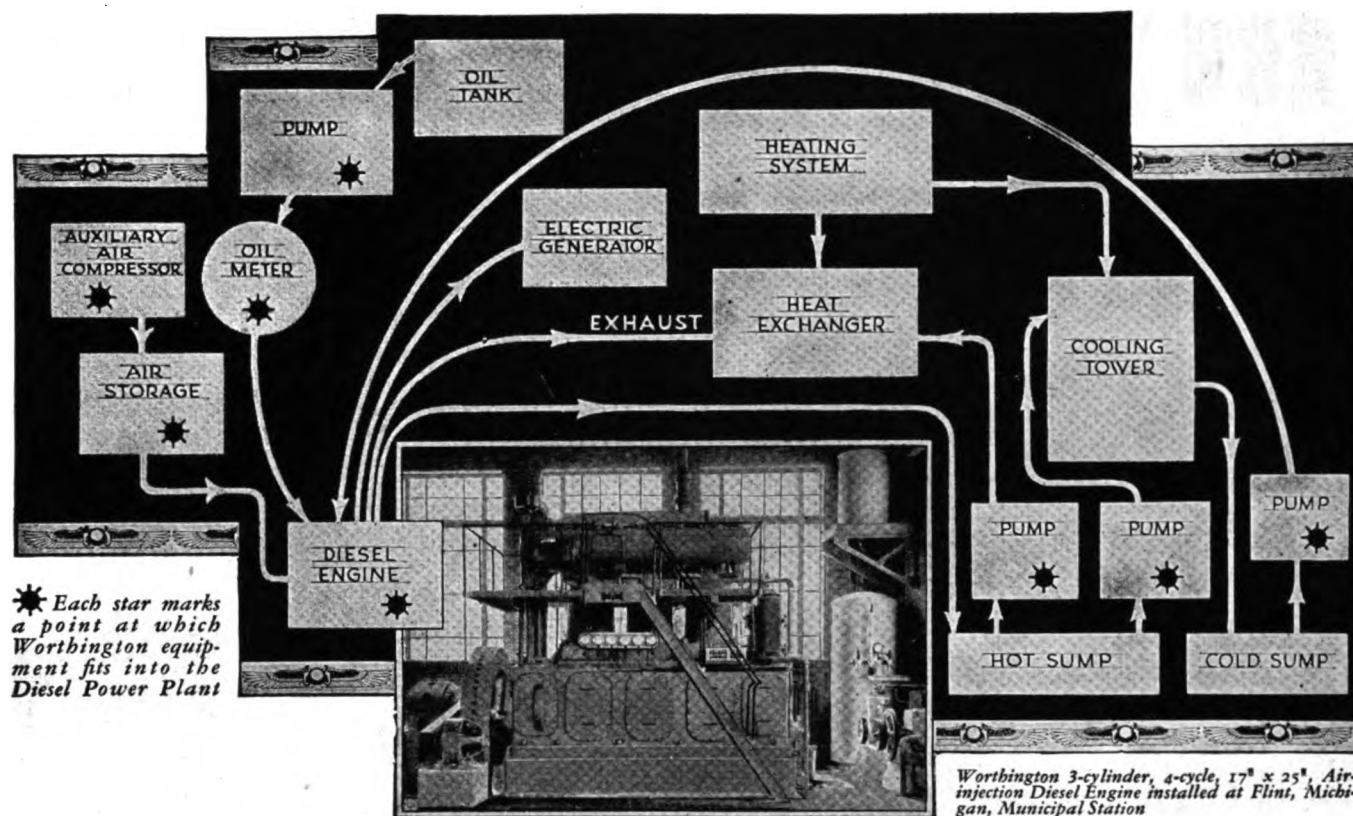 OIL
TANK
PUMP
HEATING
SYSTEM
AUXILIARY
AIR
COMPRESSOR
OIL
METER
ELECTRIC
GENERATOR
HEAT
EXCHANGER
EXHAUST
COOLING
TOWER
AIR
STORAGE
DIESEL
ENGINE
PUMP
PUMP
PUMP
HOT SUMP
COLD SUMP
Each star marks
a point at which
Worthington equip-
ment fits into the
Diesel Power Plant
Worthington 3-cylinder, 4-cycle, 17" x 25", Air-
injection Diesel Engine installed at Flint, Michi-
gan, Municipal Station